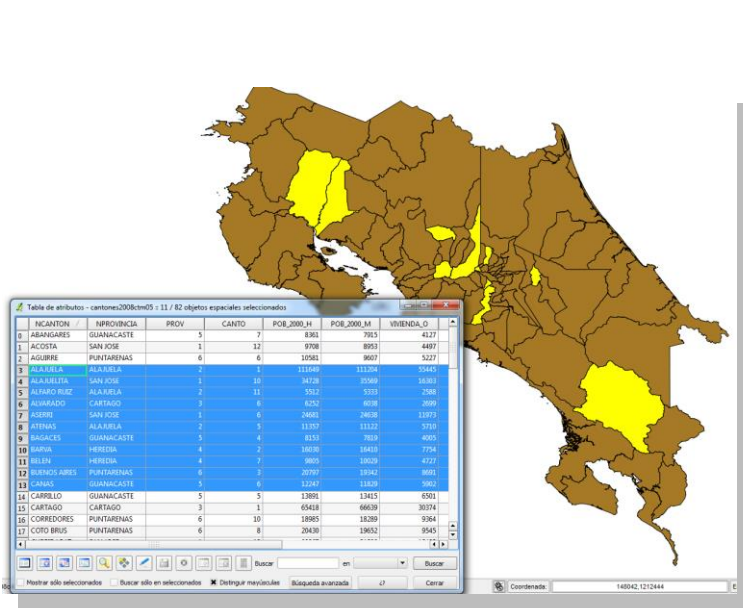 Tabla de atributos - cantones2008ctm05 :: 11 / 82 objetos espaciales seleccionados
NCANTON NPROVINCIA PROV CANTO POB_2000_H POB_2000_M VIVIENDA_O
0 ABANGARES GUANACASTE 5 7 8361 7915 4127
1 ACOSTA SAN JOSE 1 12 9708 8953 4497
2 AGUIRRE PUNTARENAS 6 6 10581 9607 5227
3 ALAJUELA ALAJUELA 2 1 111649 111204 55445
4 ALAJUELITA SAN JOSE 1 10 34728 35569 16303
5 ALFARO RUIZ ALAJUELA 2 11 5512 5333 2588
6 ALVARADO CARTAGO 3 6 6252 6038 2699
7 ASERRI SAN JOSE 1 6 24681 24638 11973
8 ATENAS ALAJUELA 2 5 11357 11122 5710
9 BAGACES GUANACASTE 5 4 8153 7819 4005
10 BARVA HEREDIA 4 2 16030 16410 7754
11 BELEN HEREDIA 4 7 9805 10029 4727
12 BUENOS AIRES PUNTARENAS 6 3 20797 19342 8691
13 CANAS GUANACASTE 5 6 12247 11829 5902
14 CARRILLO GUANACASTE 5 5 13891 13415 6501
15 CARTAGO CARTAGO 3 1 65418 66639 30374
16 CORREDORES PUNTARENAS 6 10 18985 18289 9364
17 COTO BRUS PUNTARENAS 6 8 20430 19652 9545
Buscar en Buscar
Mostrar sólo seleccionados Buscar sólo en seleccionados Distinguir mayúsculas Búsqueda avanzada ¿? Cerrar
Coordenada: 148042,1212444